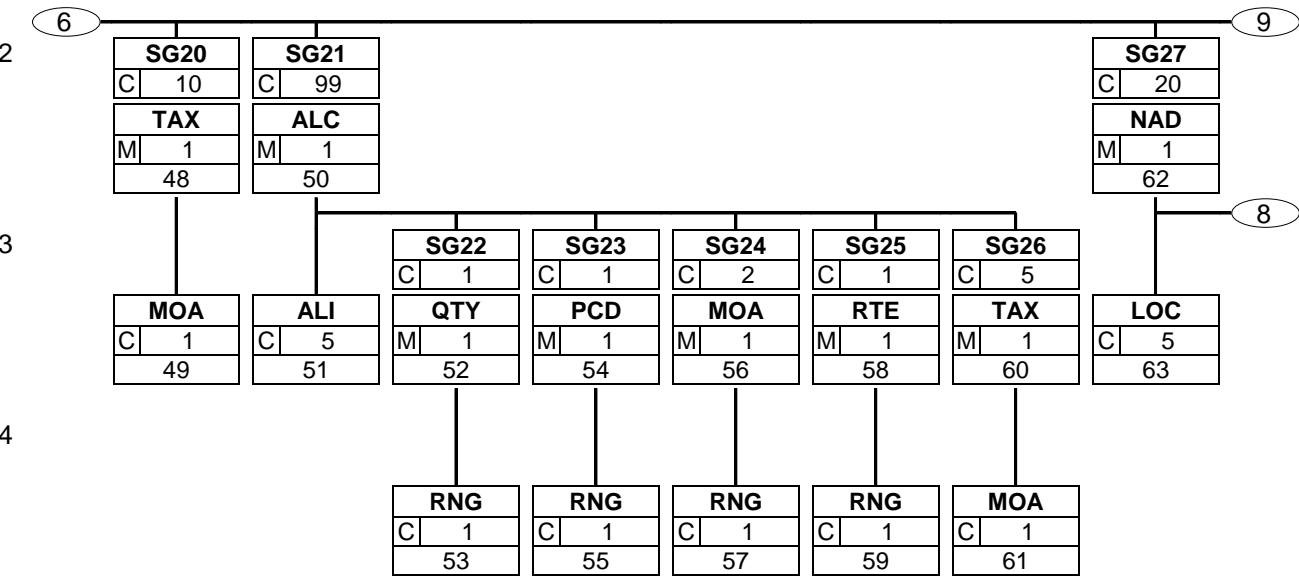 6 9
2 SG20 SG21 SG27
C 10 C 99 C 20
TAX ALC NAD
M 1 M 1 M 1
48 50 62
8
3 SG22 SG23 SG24 SG25 SG26
C 1 C 1 C 2 C 1 C 5
MOA ALI QTY PCD MOA RTE TAX LOC
C 1 C 5 M 1 M 1 M 1 M 1 M 1 C 5
49 51 52 54 56 58 60 63
4
RNG RNG RNG RNG MOA
C 1 C 1 C 1 C 1 C 1
53 55 57 59 61